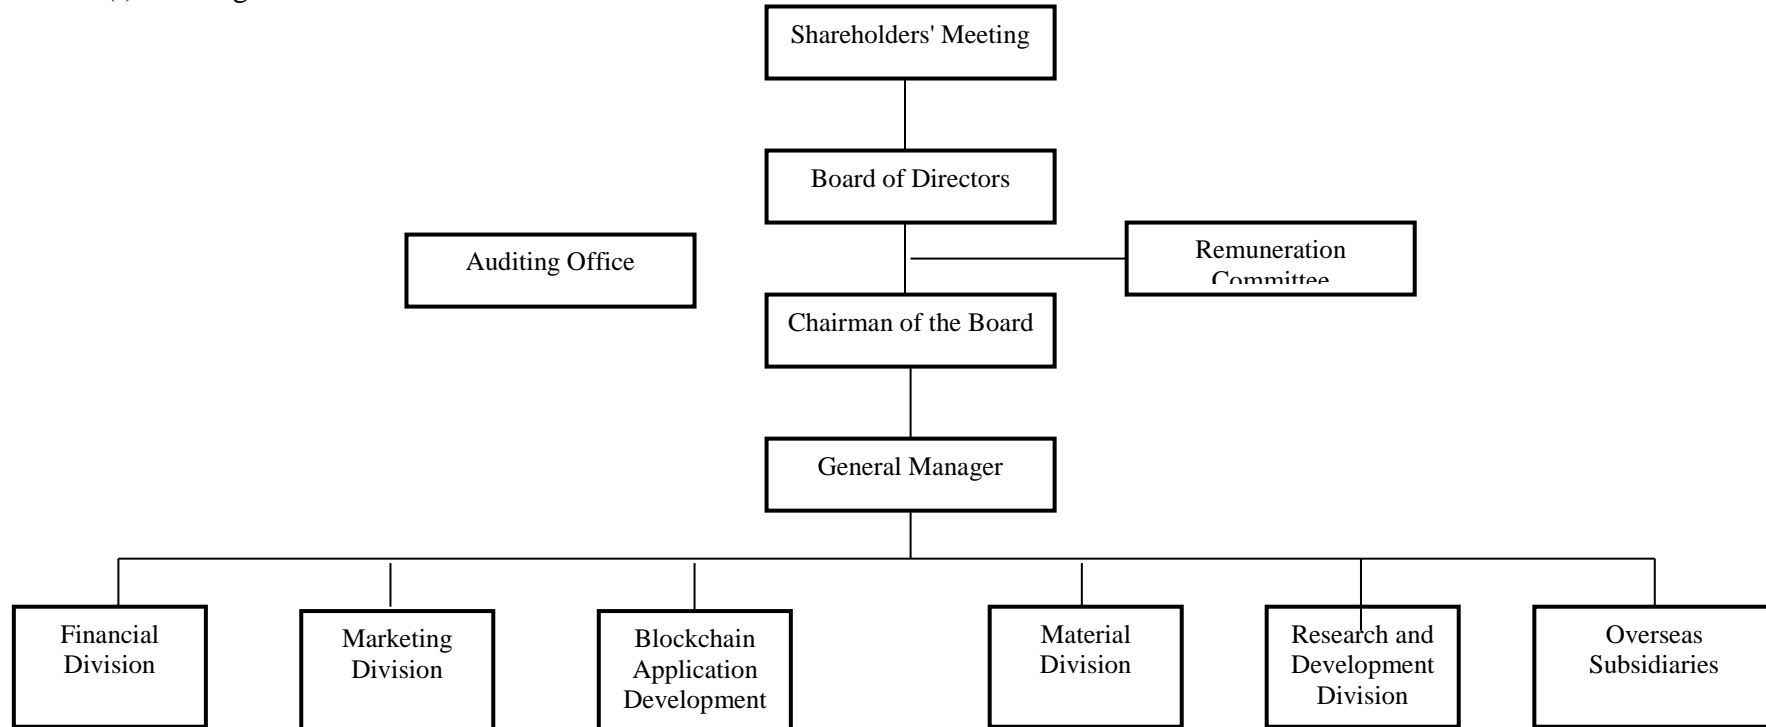 Shareholders' Meeting
Board of Directors
Auditing Office
Remuneration
Committee
Chairman of the Board
General Manager
Financial
Division
Marketing
Division
Blockchain
Application
Development
Material
Division
Research and
Development
Division
Overseas
Subsidiaries